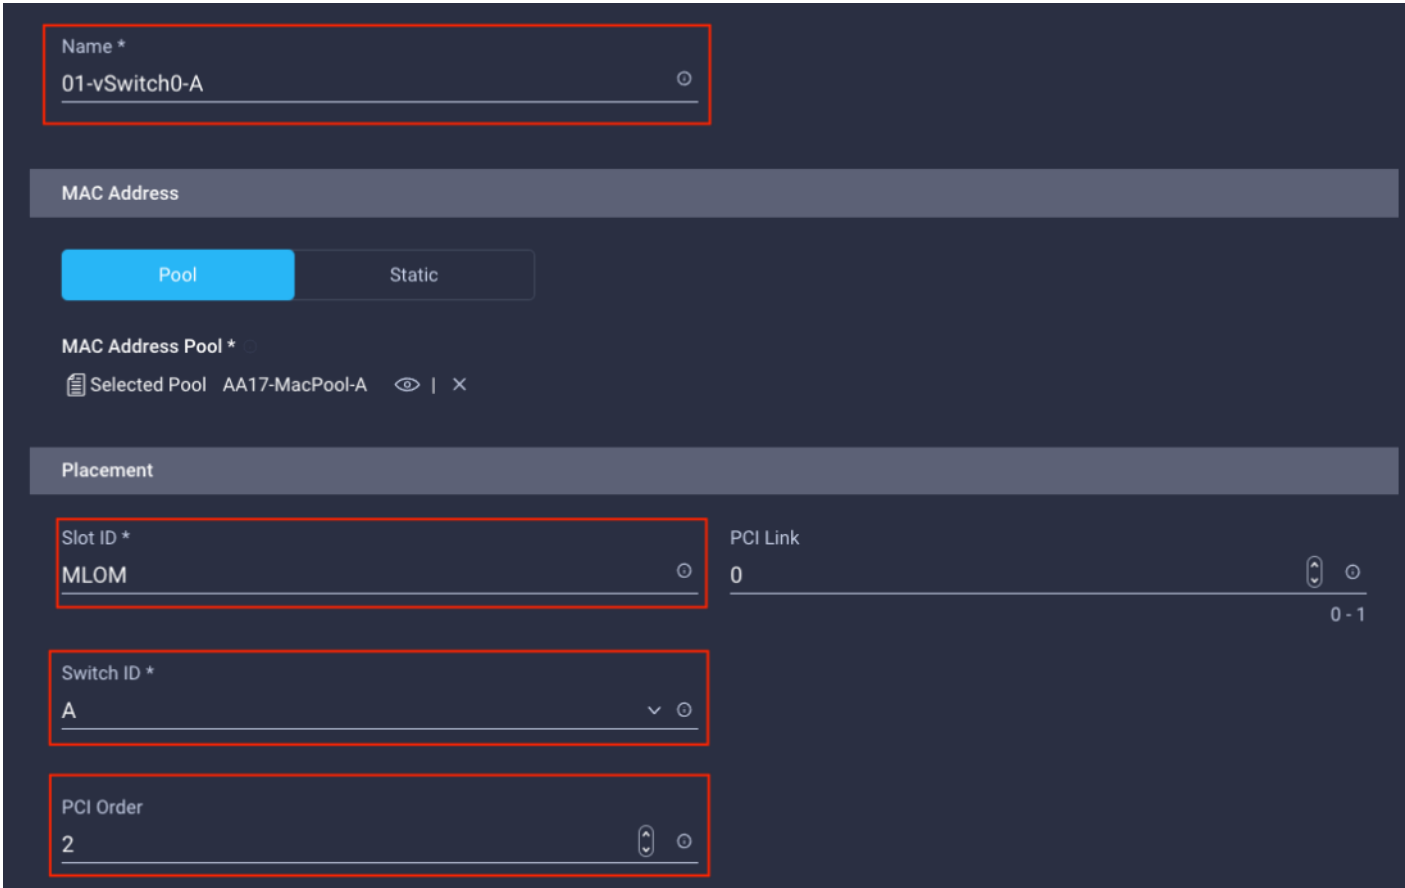 Name *
01-vSwitch0-A
MAC Address
Pool Static
MAC Address Pool *
Selected Pool AA17-MacPool-A |
Placement
Slot ID * PCI Link
MLOM 0
0 - 1
Switch ID *
A
PCI Order
2